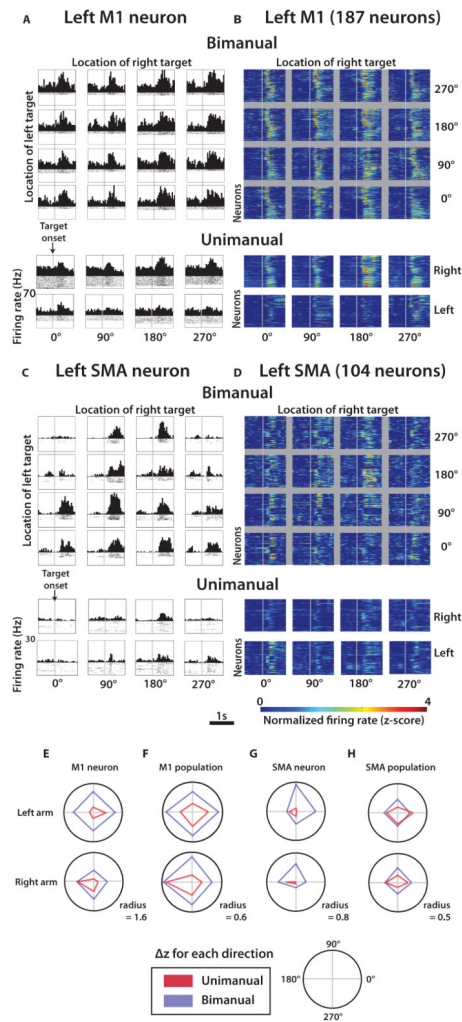 A Left M1 neuron B Left M1 (187 neurons)
Bimanual
Location of right target Location of right target
Location of left target
270°
180°
90°
0°
Neurons
Target
onset
Unimanual
Right
Left
70
Firing rate (Hz)
Neurons
0° 90° 180° 270° 0° 90° 180° 270°
C Left SMA neuron D Left SMA (104 neurons)
Bimanual
Location of right target Location of right target
Location of left target
270°
180°
90°
0°
Neurons
Target
onset
Unimanual
Right
Left
30
Firing rate (Hz)
Neurons
0° 90° 180° 270° 0° 90° 180° 270°
1s
0 4
Normalized firing rate (z-score)
E F G H
M1 neuron M1 population SMA neuron SMA population
Left arm
Right arm
radius = 1.6
radius = 0.6
radius = 0.8
radius = 0.5
Δz for each direction
Unimanual
Bimanual
90°
180° 0°
270°